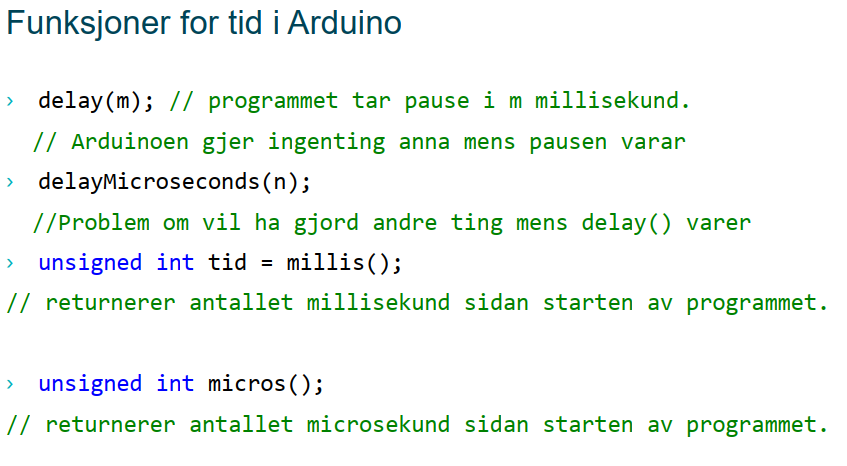 Funksjoner for tid i Arduino
› delay(m); // programmet tar pause i m millisekund.
// Arduinoen gjer ingenting anna mens pausen varar
› delayMicroseconds(n);
//Problem om vil ha gjord andre ting mens delay() varer
› unsigned int tid = millis();
// returnerer antallet millisekund sidan starten av programmet.
› unsigned int micros();
// returnerer antallet microsekund sidan starten av programmet.